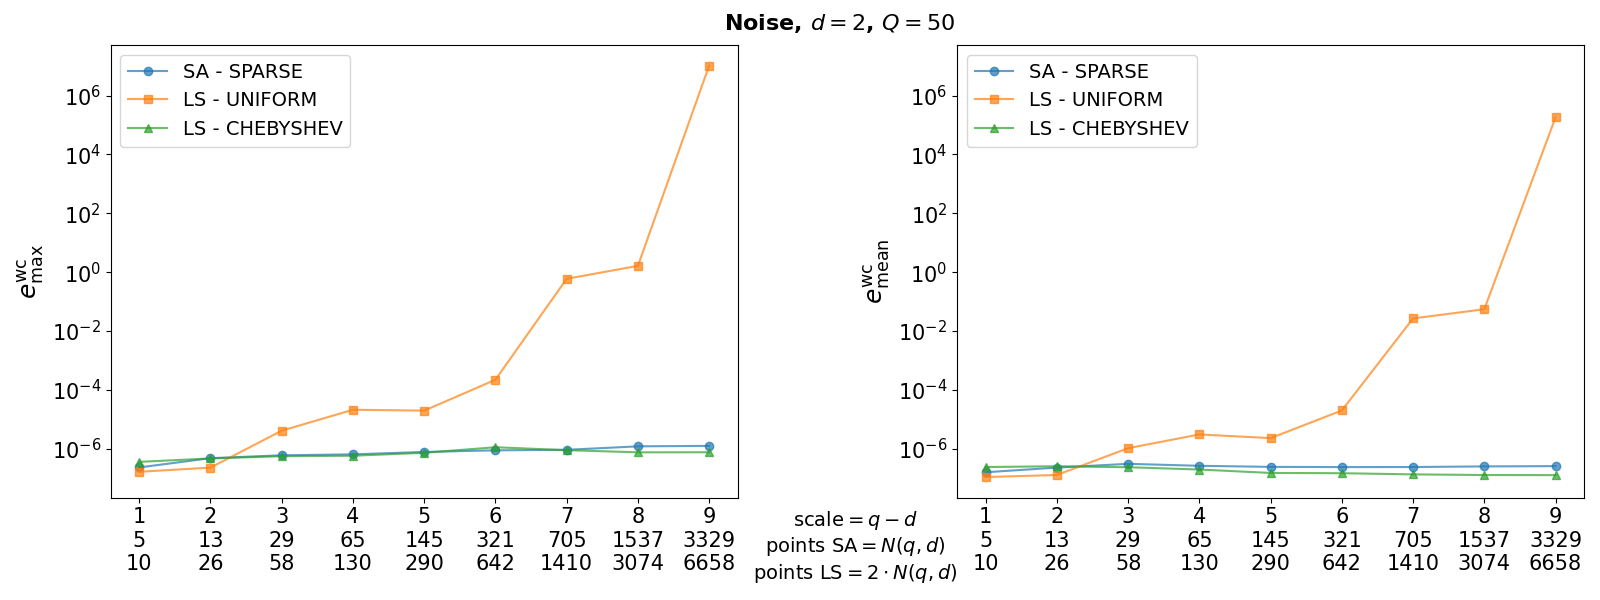 Noise, d = 2, Q = 50
SA - SPARSE
LS - UNIFORM
LS - CHEBYSHEV
10^6
10^4
10^2
10^0
10^−2
10^−4
10^−6
e^wc_max
1 2 3 4 5 6 7 8 9
5 13 29 65 145 321 705 1537 3329
10 26 58 130 290 642 1410 3074 6658
scale = q − d
points SA = N(q, d)
points LS = 2 · N(q, d)
SA - SPARSE
LS - UNIFORM
LS - CHEBYSHEV
10^6
10^4
10^2
10^0
10^−2
10^−4
10^−6
e^wc_mean
1 2 3 4 5 6 7 8 9
5 13 29 65 145 321 705 1537 3329
10 26 58 130 290 642 1410 3074 6658